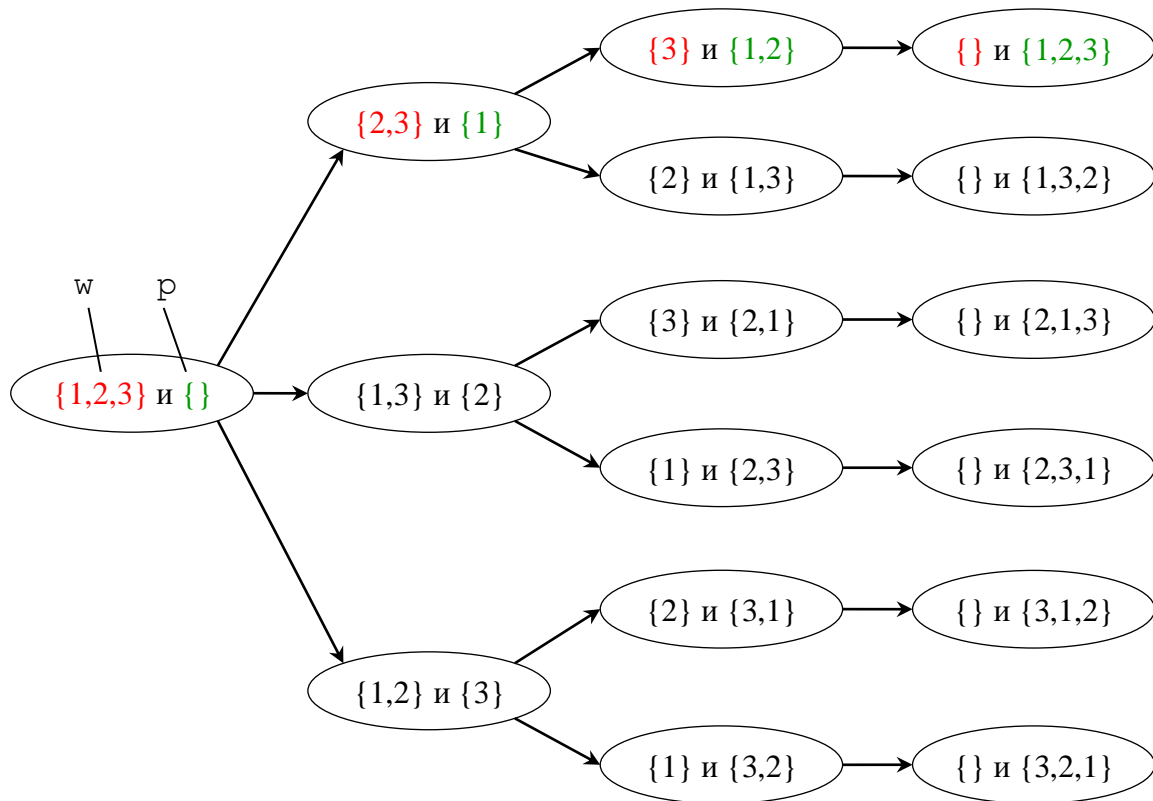 {3} и {1,2}
{} и {1,2,3}
{2,3} и {1}
{2} и {1,3}
{} и {1,3,2}
w
p
{3} и {2,1}
{} и {2,1,3}
{1,2,3} и {}
{1,3} и {2}
{1} и {2,3}
{} и {2,3,1}
{2} и {3,1}
{} и {3,1,2}
{1,2} и {3}
{1} и {3,2}
{} и {3,2,1}